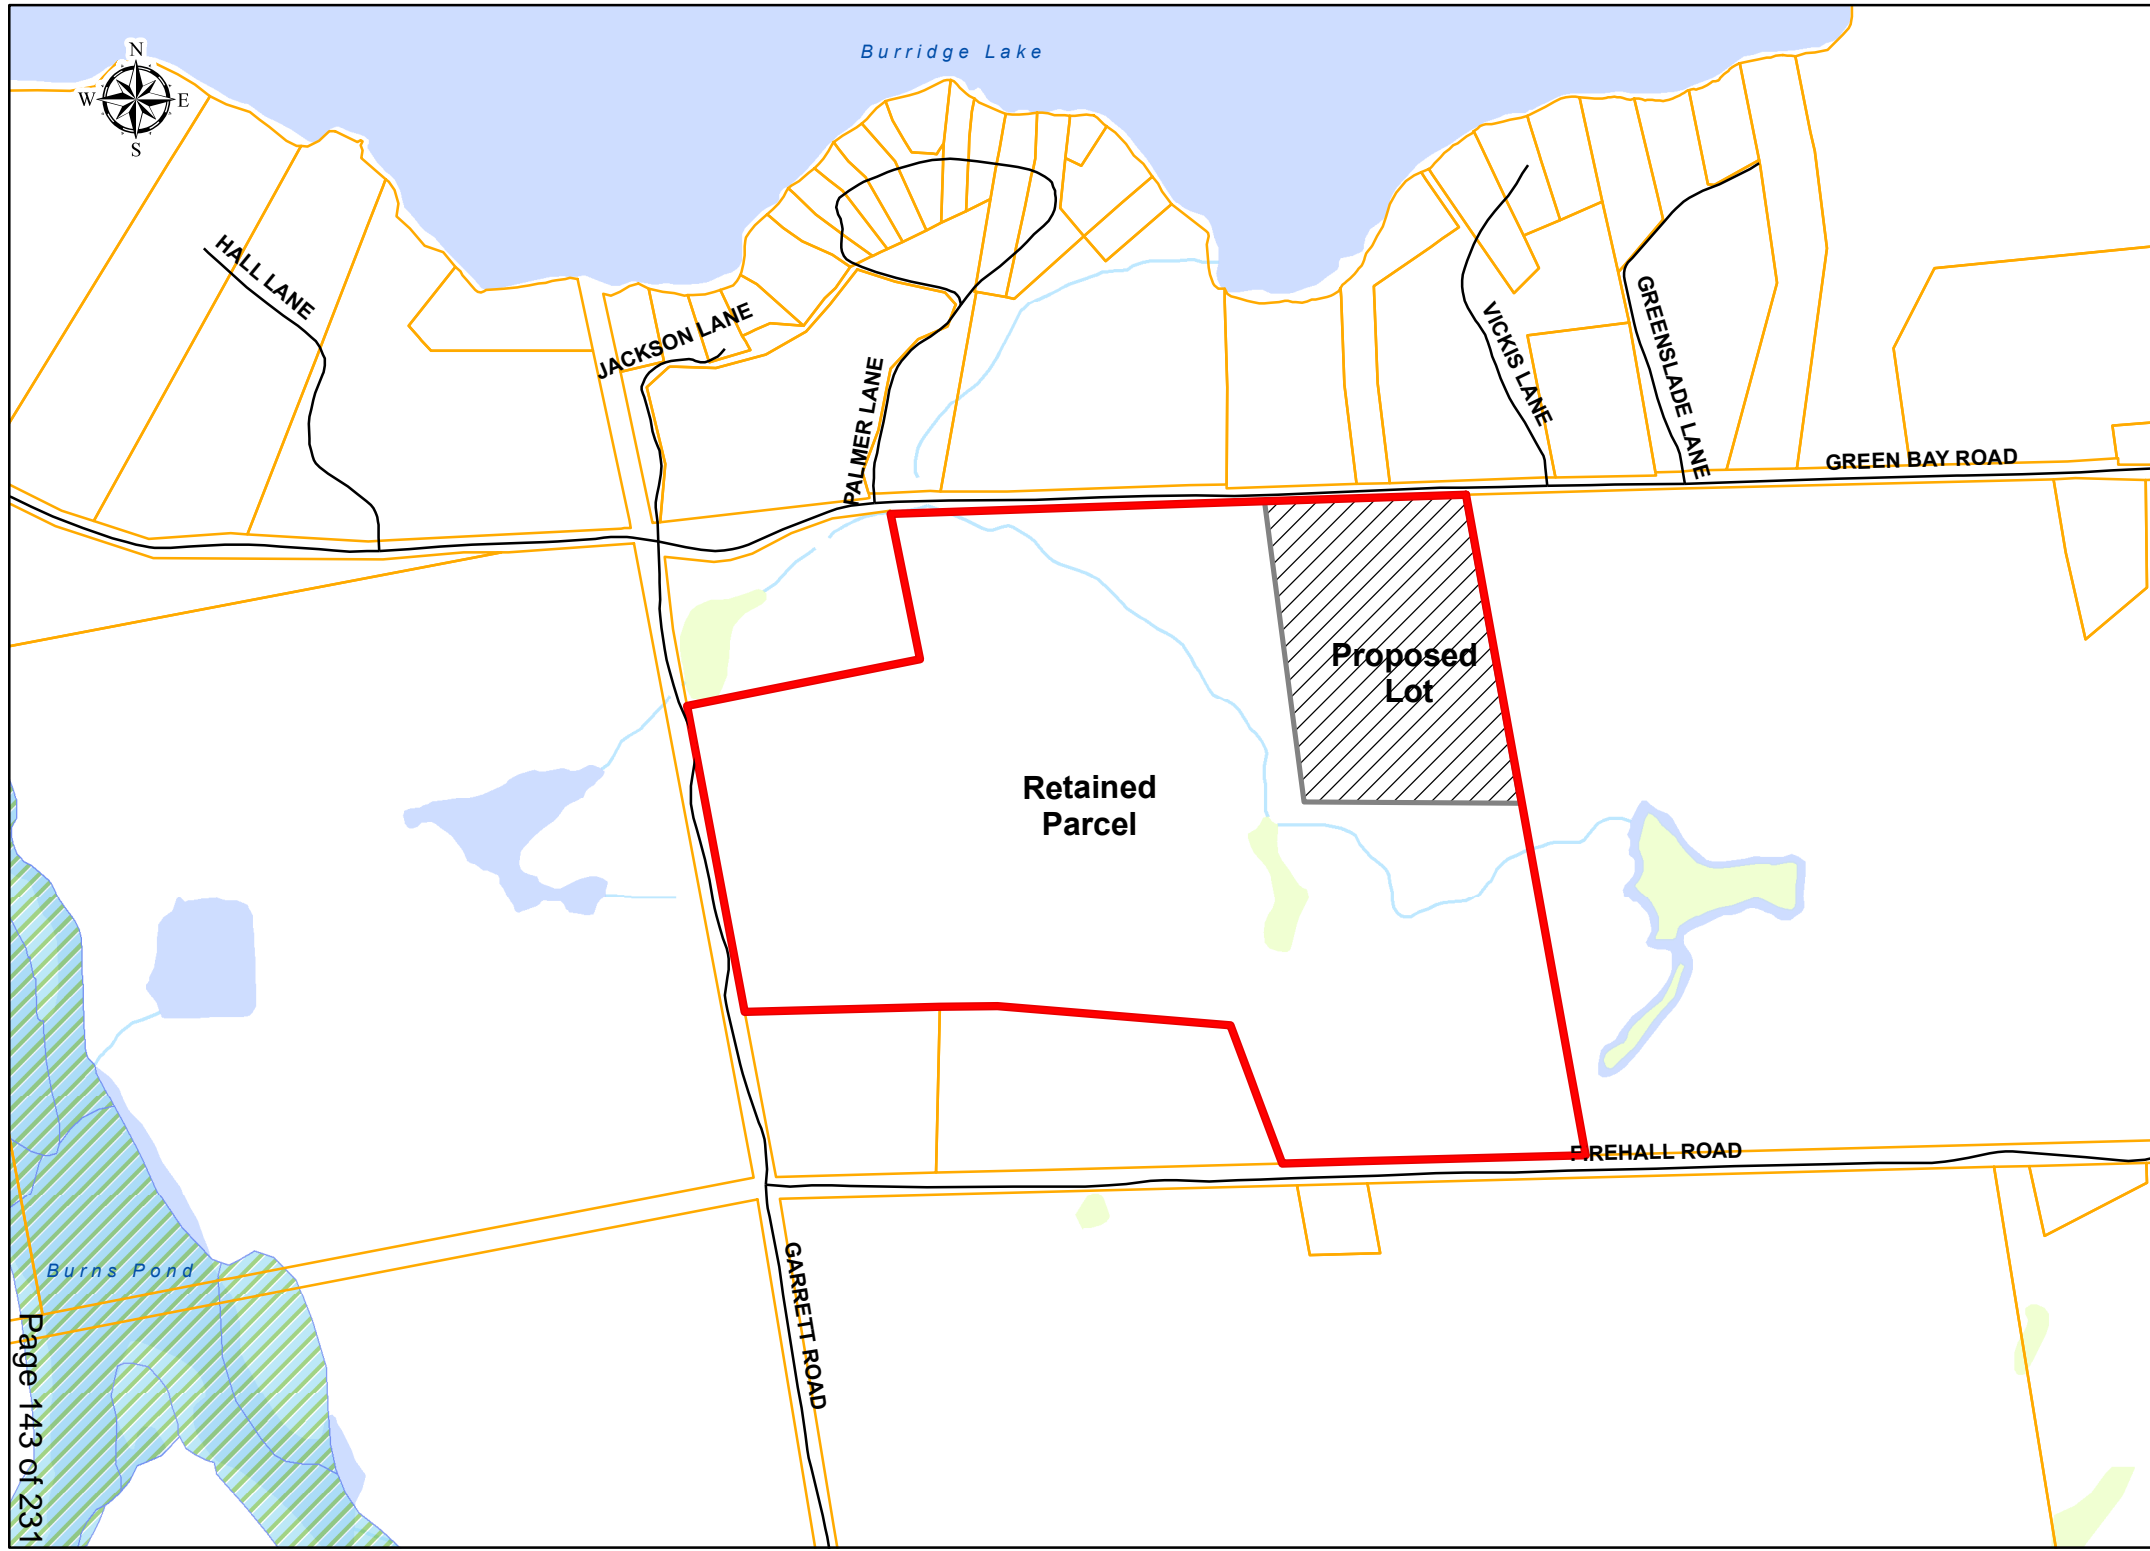 Burridge Lake
N
W
E
S
HALL LANE
JACKSON LANE
PALMER LANE
VICKIS LANE
GREENSLADE LANE
GREEN BAY ROAD
Proposed
Lot
Retained
Parcel
FIREHALL ROAD
GARRETT ROAD
Burns Pond
Page 143 of 231